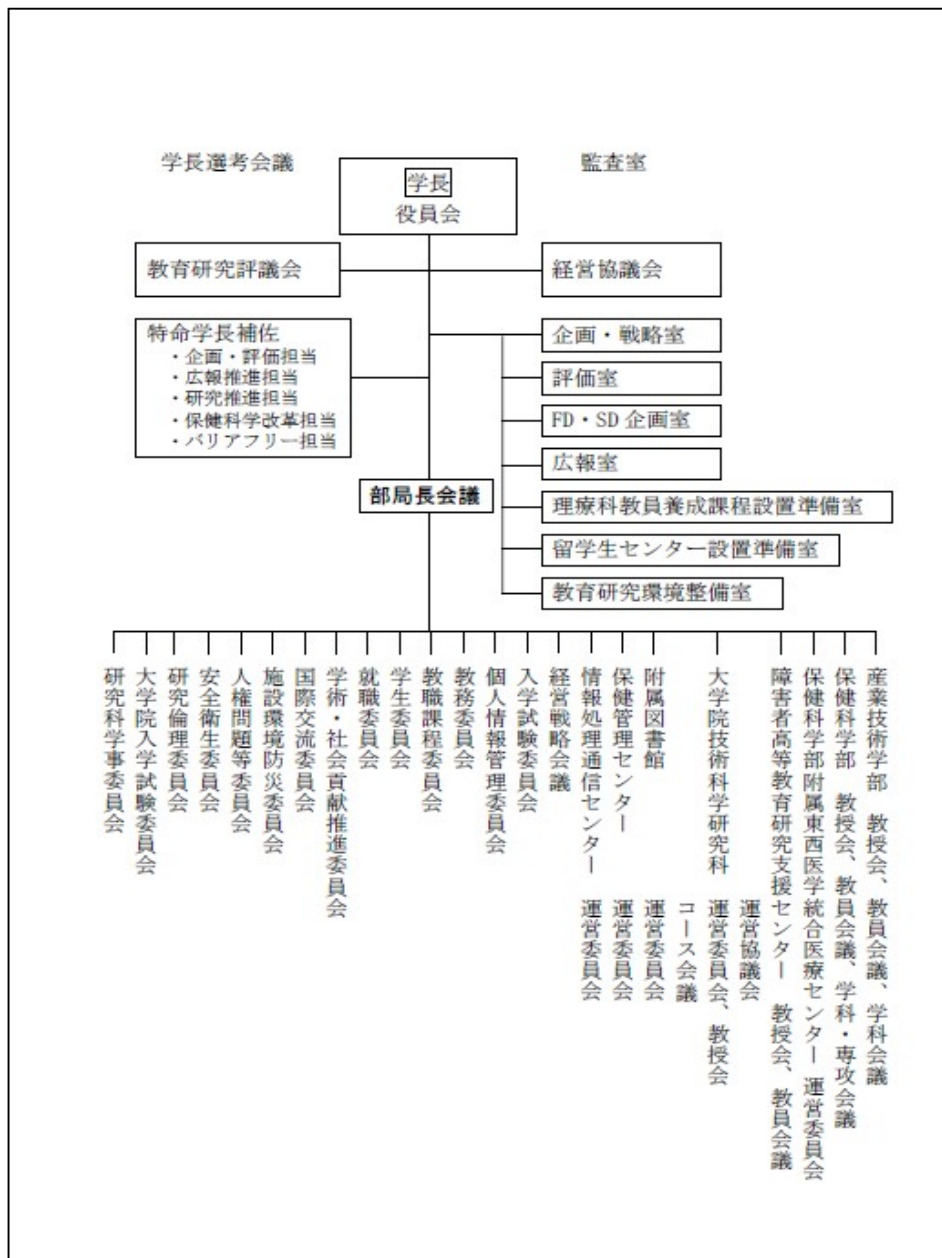 学長選考会議
監査室
学長
役員会
教育研究評議会
経営協議会
特命学長補佐
・企画・評価担当
・広報推進担当
・研究推進担当
・保健科学改革担当
・バリアフリー担当
企画・戦略室
評価室
FD・SD 企画室
広報室
部局長会議
理療科教員養成課程設置準備室
留学生センター設置準備室
教育研究環境整備室
産業技術学部 教授会、教員会議、学科会議
保健科学部 教授会、教員会議、学科・専攻会議
保健科学部附属東西医学統合医療センター 運営委員会
障害者高等教育研究支援センター 教授会、教員会議
運営協議会
大学院技術科学研究科 運営委員会、教授会
コース会議
附属図書館 運営委員会
保健管理センター 運営委員会
情報処理通信センター 運営委員会
経営戦略会議
入学試験委員会
個人情報管理委員会
教務委員会
教職課程委員会
学生委員会
就職委員会
学術・社会貢献推進委員会
国際交流委員会
施設環境防災委員会
人権問題等委員会
安全衛生委員会
研究倫理委員会
大学院入学試験委員会
研究科学事委員会